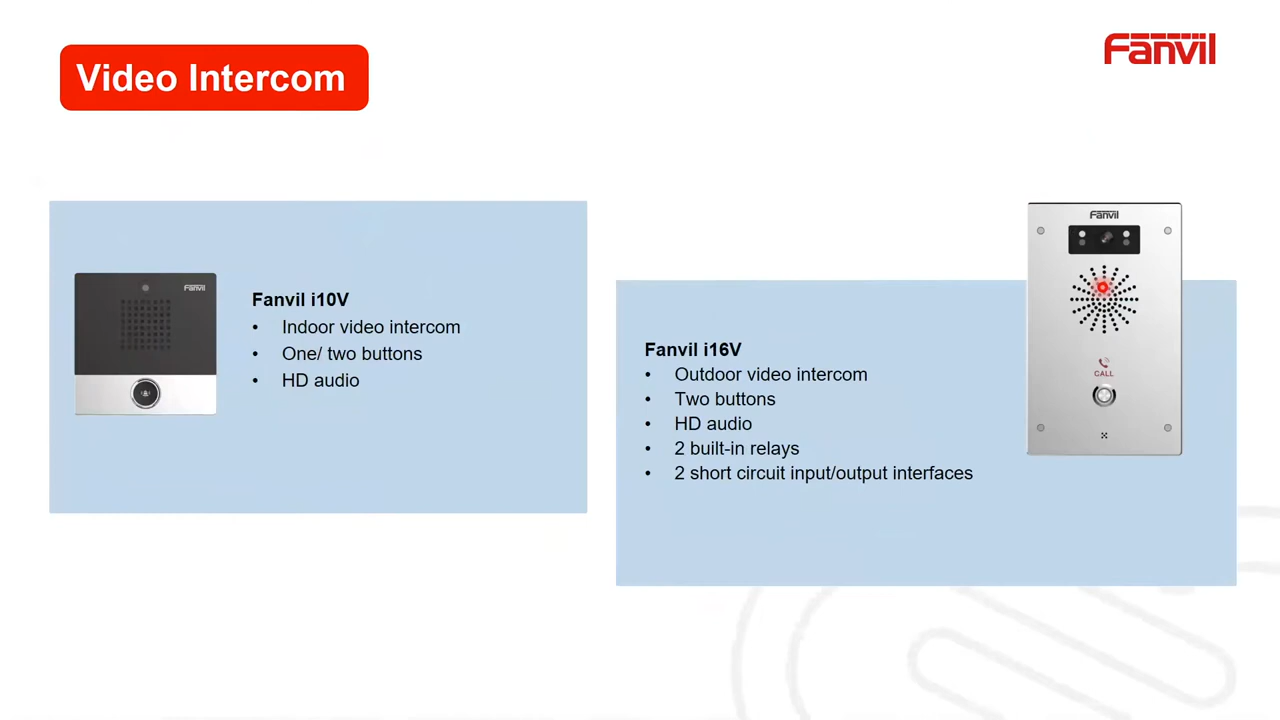 Video Intercom
Fanvil
Fanvil
Fanvil i10V
• Indoor video intercom
• One/ two buttons
• HD audio
Fanvil i16V
• Outdoor video intercom
• Two buttons
• HD audio
• 2 built-in relays
• 2 short circuit input/output interfaces
Fanvil
CALL